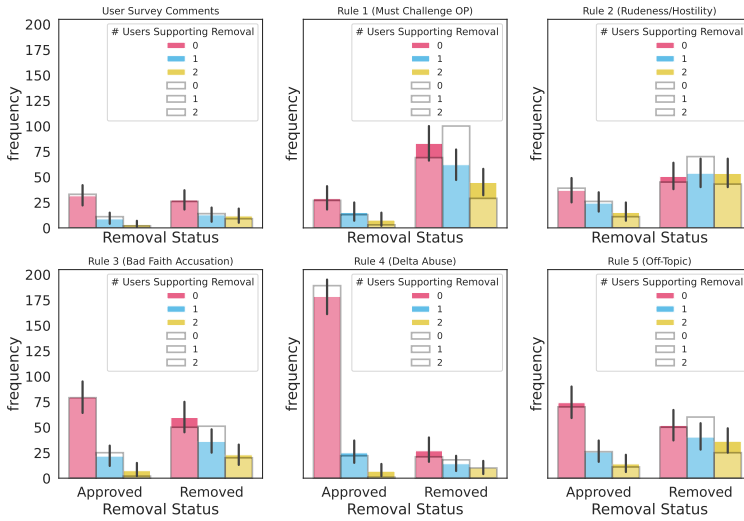 User Survey Comments
Rule 1 (Must Challenge OP)
Rule 2 (Rudeness/Hostility)
200
175
150
125
100
75
50
25
0
frequency
# Users Supporting Removal
0
1
2
0
1
2
Removal Status
frequency
# Users Supporting Removal
0
1
2
0
1
2
Removal Status
frequency
# Users Supporting Removal
0
1
2
0
1
2
Removal Status
Rule 3 (Bad Faith Accusation)
Rule 4 (Delta Abuse)
Rule 5 (Off-Topic)
200
175
150
125
100
75
50
25
0
frequency
# Users Supporting Removal
0
1
2
0
1
2
Approved Removed
Removal Status
frequency
# Users Supporting Removal
0
1
2
0
1
2
Approved Removed
Removal Status
frequency
# Users Supporting Removal
0
1
2
0
1
2
Approved Removed
Removal Status